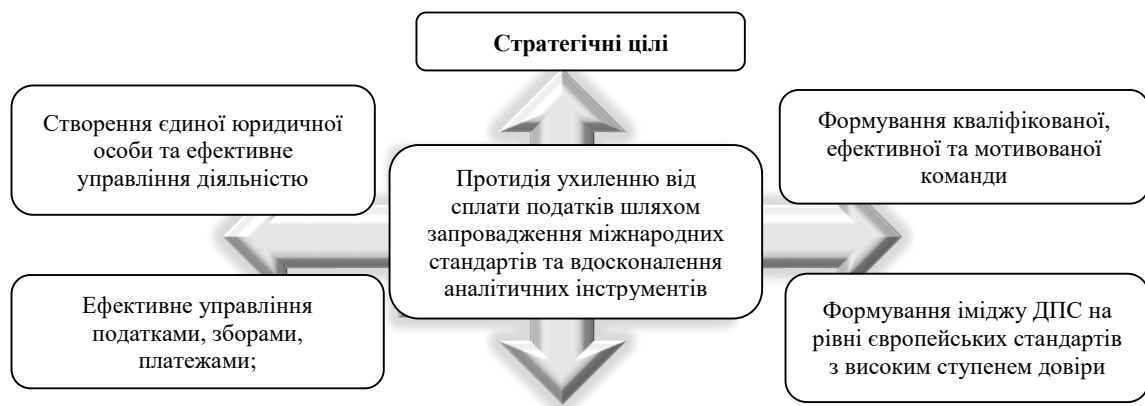 Стратегічні цілі
Створення єдиної юридичної
особи та ефективне
управління діяльністю
Формування кваліфікованої,
ефективної та мотивованої
команди
Протидія ухиленню від
сплати податків шляхом
запровадження міжнародних
стандартів та вдосконалення
аналітичних інструментів
Ефективне управління
податками, зборами,
платежами;
Формування іміджу ДПС на
рівні європейських стандартів
з високим ступенем довіри